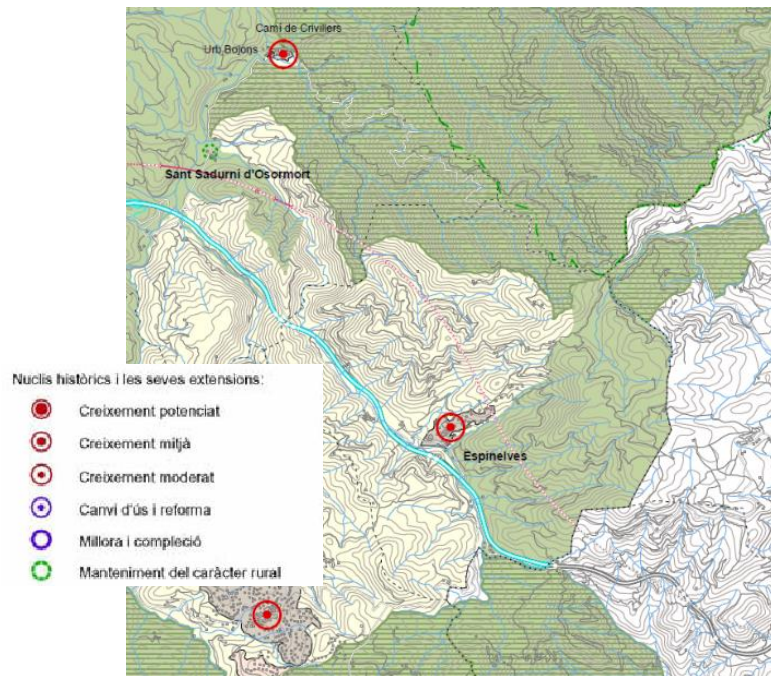 Camí de Crivillers
Urb Bojons
Sant Sadurní d'Osormort
Espinelves
Nuclis històrics i les seves extensions:
Creixement potenciat
Creixement mitjà
Creixement moderat
Canvi d'ús i reforma
Millora i compleció
Manteniment del caràcter rural